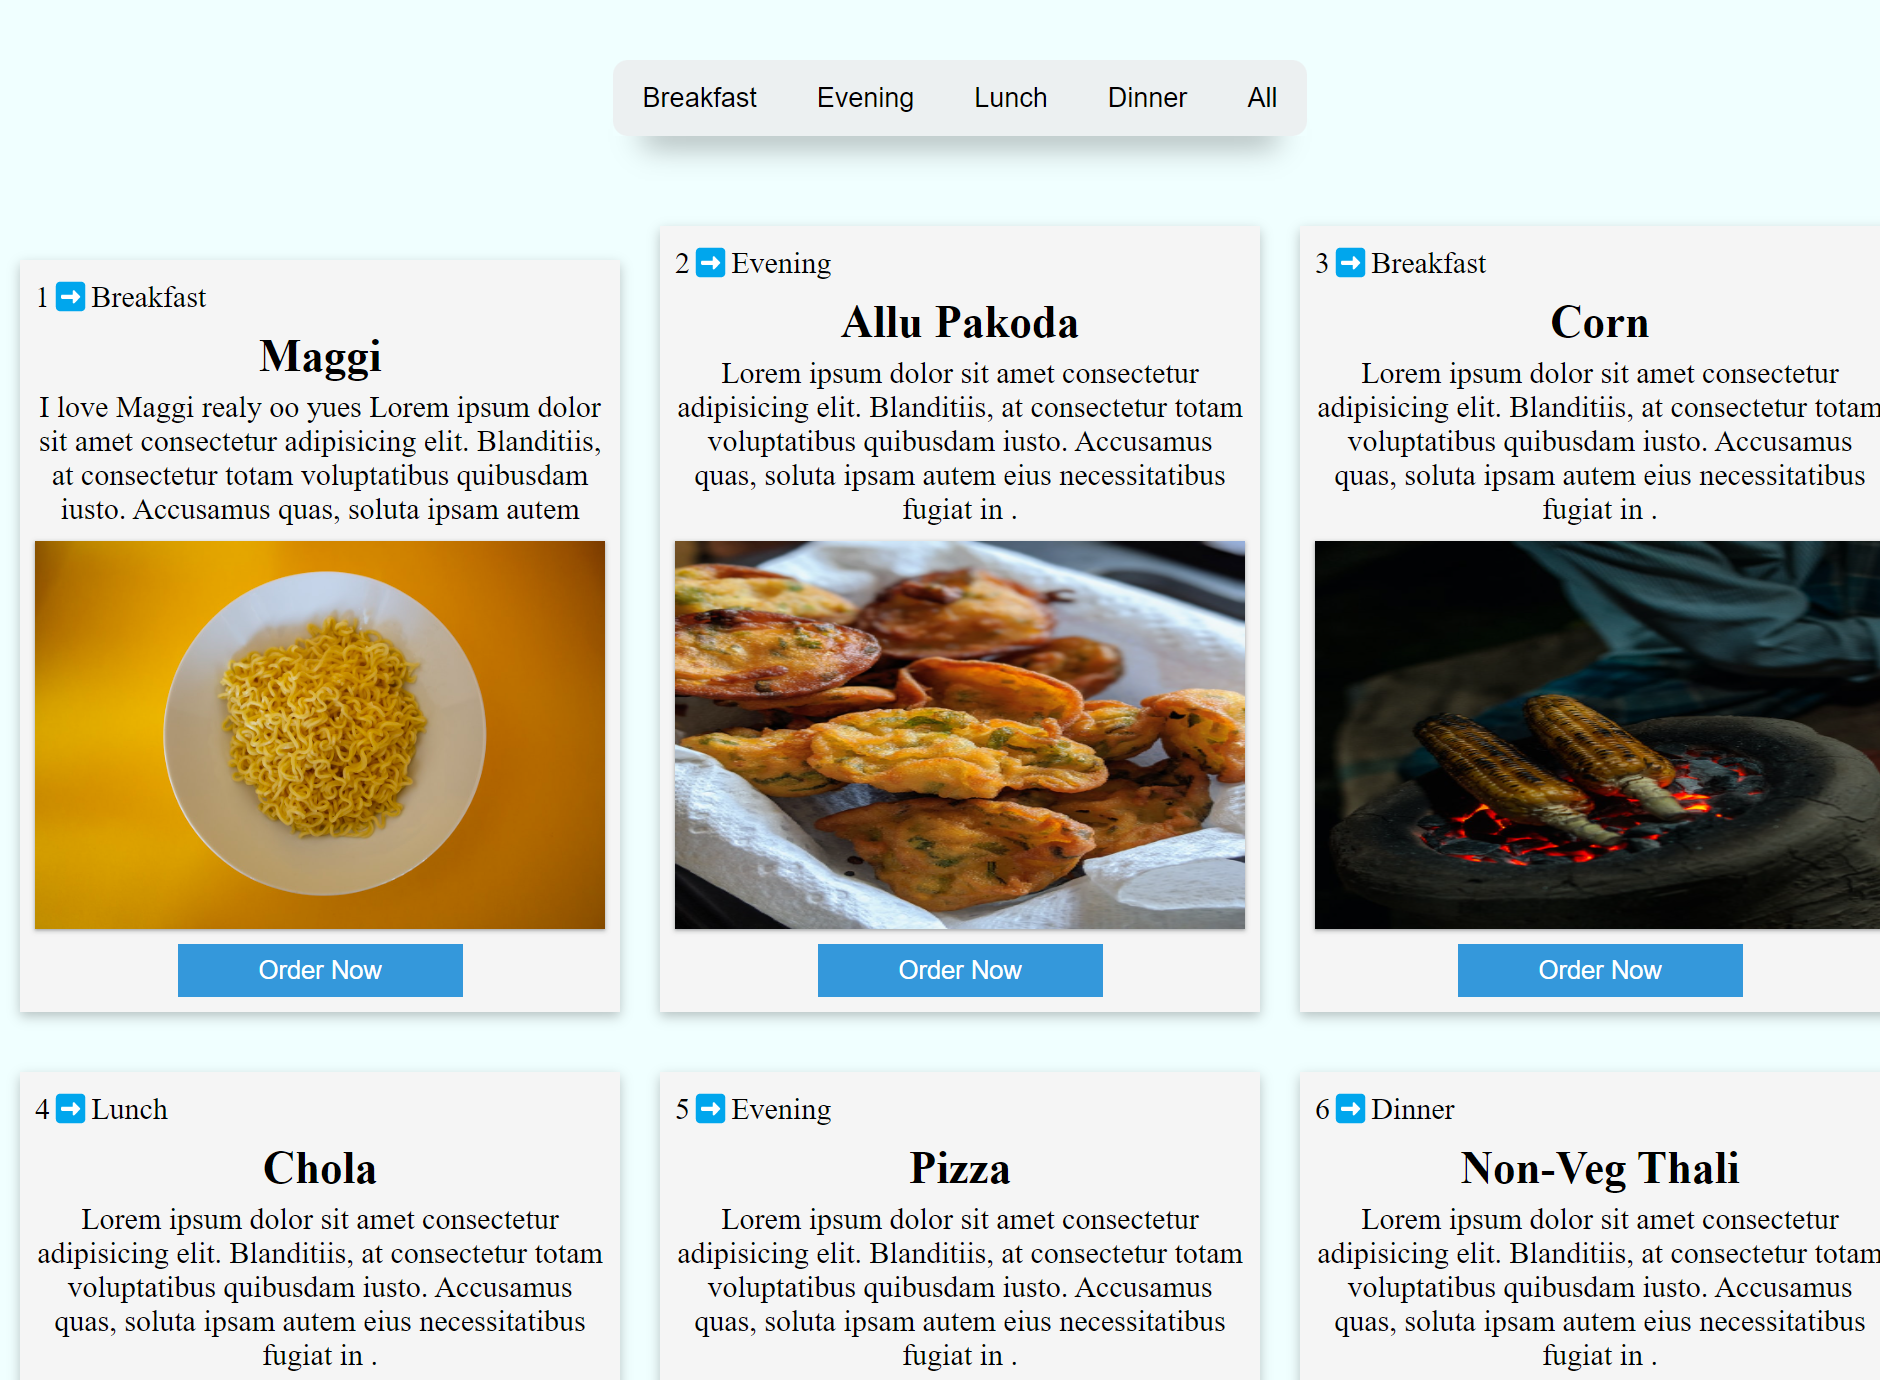 Breakfast Evening Lunch Dinner All
1 ➡ Breakfast
Maggi
I love Maggi realy oo yues Lorem ipsum dolor
sit amet consectetur adipisicing elit. Blanditiis,
at consectetur totam voluptatibus quibusdam
iusto. Accusamus quas, soluta ipsam autem
Order Now
2 ➡ Evening
Allu Pakoda
Lorem ipsum dolor sit amet consectetur
adipisicing elit. Blanditiis, at consectetur totam
voluptatibus quibusdam iusto. Accusamus
quas, soluta ipsam autem eius necessitatibus
fugiat in .
Order Now
3 ➡ Breakfast
Corn
Lorem ipsum dolor sit amet consectetur
adipisicing elit. Blanditiis, at consectetur totam
voluptatibus quibusdam iusto. Accusamus
quas, soluta ipsam autem eius necessitatibus
fugiat in .
Order Now
4 ➡ Lunch
Chola
Lorem ipsum dolor sit amet consectetur
adipisicing elit. Blanditiis, at consectetur totam
voluptatibus quibusdam iusto. Accusamus
quas, soluta ipsam autem eius necessitatibus
fugiat in .
5 ➡ Evening
Pizza
Lorem ipsum dolor sit amet consectetur
adipisicing elit. Blanditiis, at consectetur totam
voluptatibus quibusdam iusto. Accusamus
quas, soluta ipsam autem eius necessitatibus
fugiat in .
6 ➡ Dinner
Non-Veg Thali
Lorem ipsum dolor sit amet consectetur
adipisicing elit. Blanditiis, at consectetur totam
voluptatibus quibusdam iusto. Accusamus
quas, soluta ipsam autem eius necessitatibus
fugiat in .